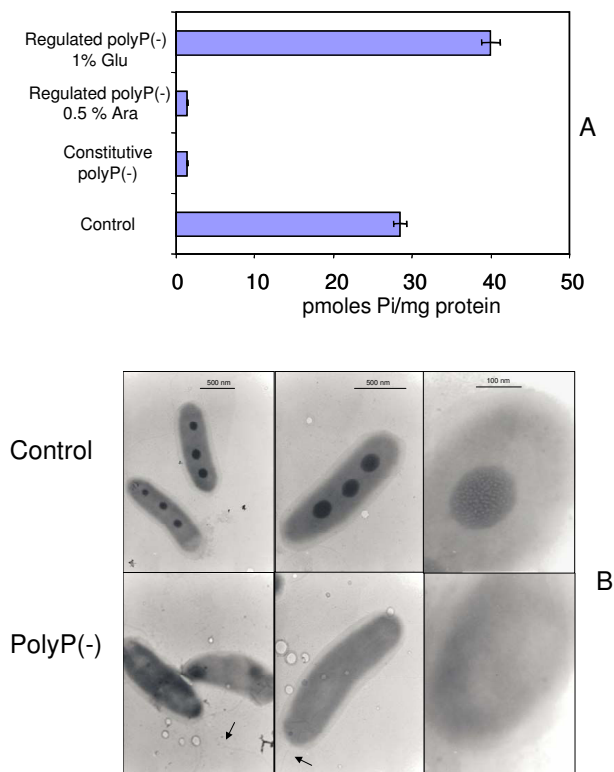 Regulated polyP(-)
1% Glu
Regulated polyP(-)
0.5 % Ara
Constitutive
polyP(-)
Control
A
0 10 20 30 40 50
pmoles Pi/mg protein
500 nm 500 nm 100 nm
Control
B
PolyP(-)